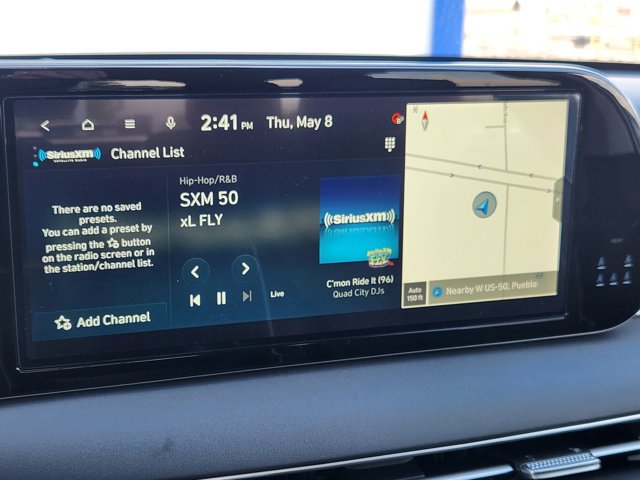 2:41 PM Thu, May 8
SiriusXM
SATELLITE RADIO
Channel List
There are no saved
presets.
You can add a preset by
pressing the button
on the radio screen or in
the station/channel list.
Add Channel
Hip-Hop/R&B
SXM 50
xL FLY
Live
SiriusXM
C'mon Ride It (96)
Quad City DJs
N
Auto
150 ft
Nearby W US-50, Pueblo